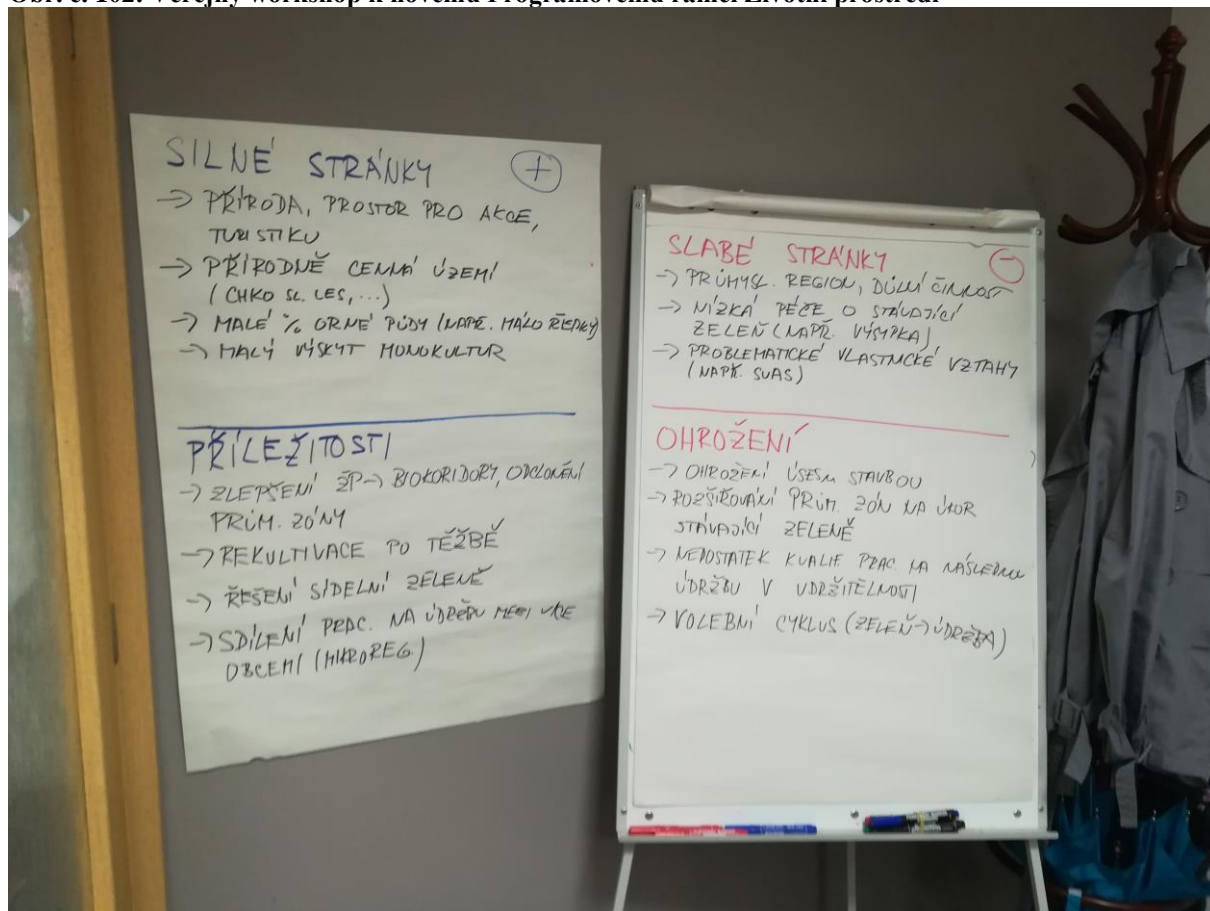 Obr. č. 102: Veřejný workshop k novému Programovému rámci Životní prostředí
SILNÉ STRÁNKY +
→ PŘÍRODA, PROSTOR PRO AKCE,
TURISTIKU
→ PŘÍRODNĚ CENNÁ ÚZEMÍ
(CHKO SL. LES, ...)
→ MALÉ % ORNÉ PŮDY (NAPŘ. MÁLO ŘEPKY)
→ MALÝ VÝSKYT MONOKULTUR
PŘÍLEŽITOSTI
→ ZLEPŠENÍ ŽP → BIOKORIDORY, ODCLONĚNÍ
PRŮM. ZÓNY
→ REKULTIVACE PO TĚŽBĚ
→ ŘEŠENÍ SÍDELNÍ ZELENĚ
→ SDÍLENÍ PRAC. NA ÚDRŽBU MEZI VÍCE
OBCEMI (MIKROREG.)
SLABÉ STRÁNKY -
→ PRŮMYSL. REGION, DŮLNÍ ČINNOST
→ NÍZKÁ PÉČE O STÁVAJÍCÍ
ZELEŇ (NAPŘ. VÝSYPKA)
→ PROBLEMATICKÉ VLASTNICKÉ VZTAHY
(NAPŘ. SUAS)
OHROŽENÍ
→ OHROŽENÍ ÚSES STAVBOU
→ ROZŠIŘOVÁNÍ PRŮM. ZÓN NA ÚKOR
STÁVAJÍCÍ ZELENĚ
→ NEDOSTATEK KVALIF. PRAC. NA NÁSLEDNOU
ÚDRŽBU V UDRŽITELNOSTI
→ VOLEBNÍ CYKLUS (ZELEŇ → ÚDRŽBA)